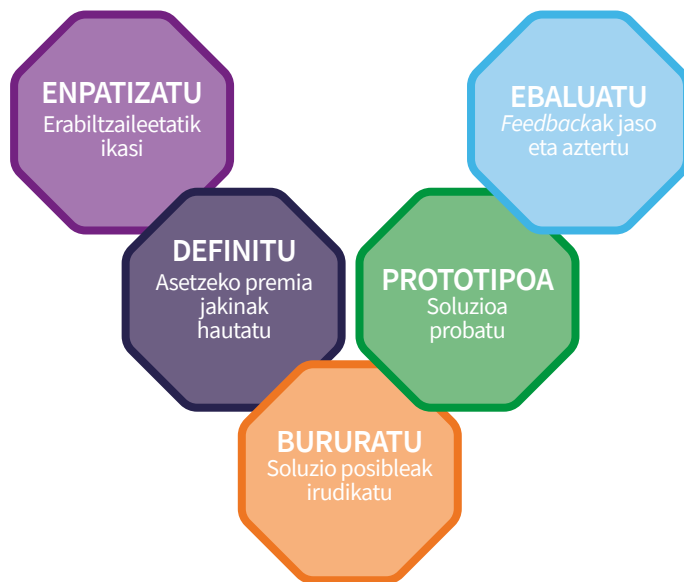 ENPATIZATU
Erabiltzaileetatik
ikasi
DEFINITU
Asetzeko premia
jakinak
hautatu
BURURATU
Soluzio posibleak
irudikatu
PROTOTIPOA
Soluzioa
probatu
EBALUATU
Feedbackak jaso
eta aztertu